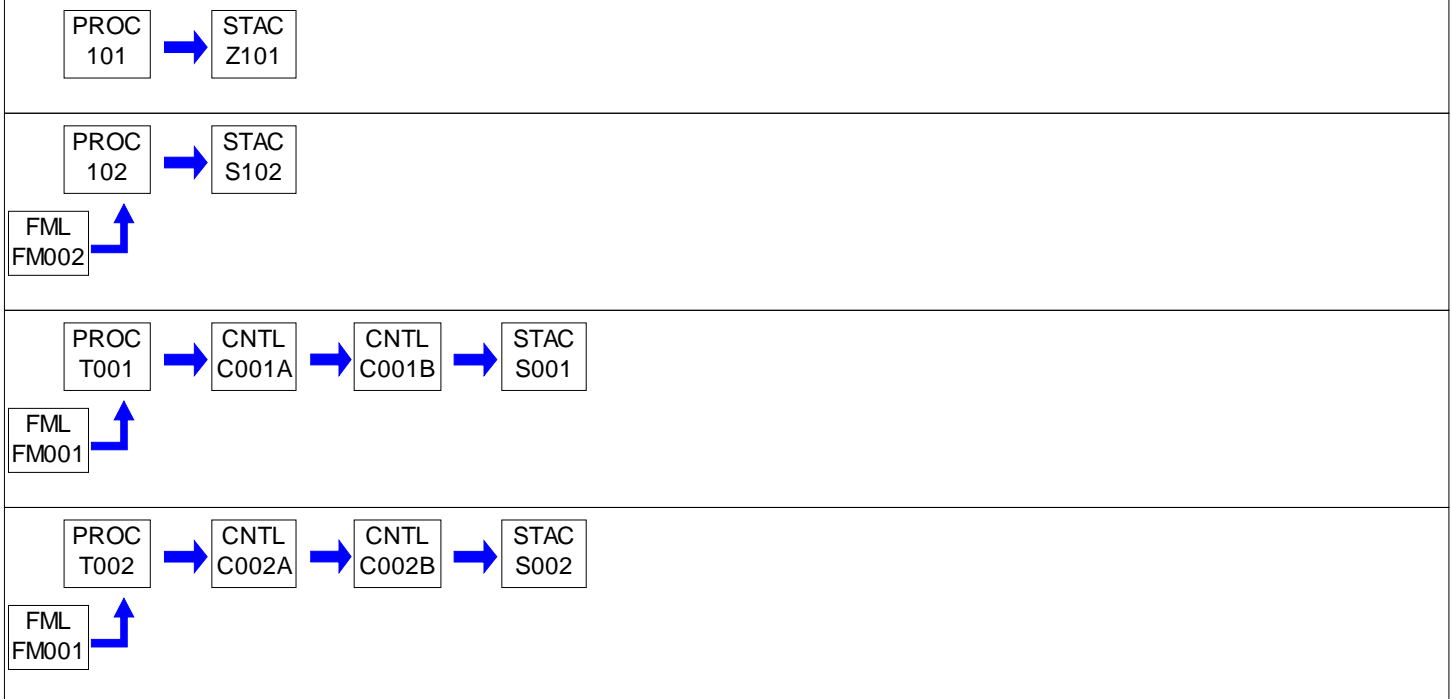 PROC
101
STAC
Z101
PROC
102
STAC
S102
FML
FM002
PROC
T001
CNTL
C001A
CNTL
C001B
STAC
S001
FML
FM001
PROC
T002
CNTL
C002A
CNTL
C002B
STAC
S002
FML
FM001